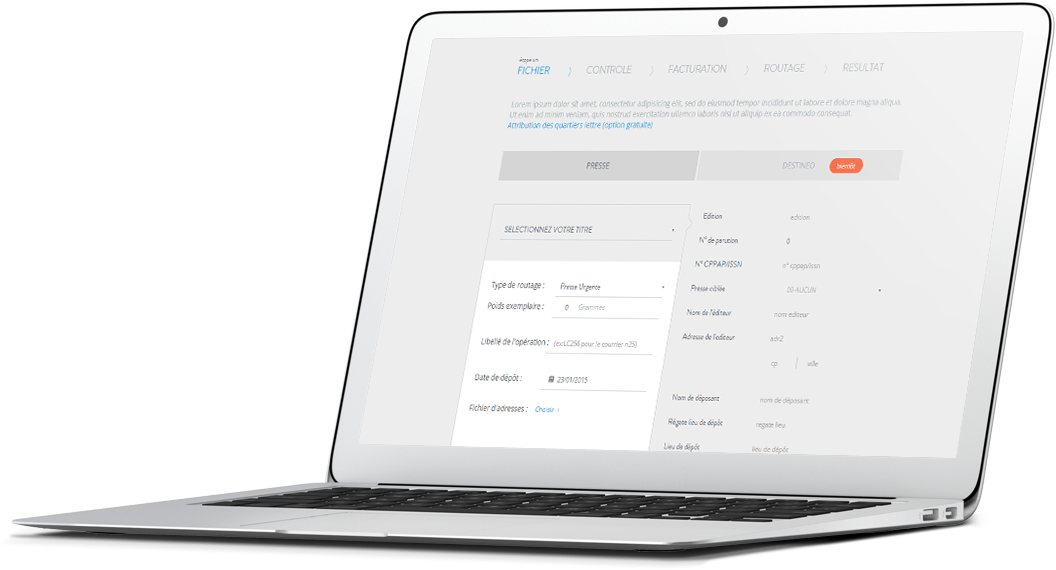 étape un
FICHIER 〉 CONTROLE 〉 FACTURATION 〉 ROUTAGE 〉 RESULTAT
Lorem ipsum dolor sit amet, consectetur adipisicing elit, sed do eiusmod tempor incididunt ut labore et dolore magna aliqua.
Ut enim ad minim veniam, quis nostrud exercitation ullamco laboris nisi ut aliquip ex ea commodo consequat.
Attribution des quartiers lettre (option gratuite)
PRESSE
DESTINEO bientôt
SELECTIONNEZ VOTRE TITRE
Type de routage : Presse Urgente
Poids exemplaire : 0 Grammes
Libellé de l'opération : (ex:LC256 pour le courrier n25)
Date de dépôt : 23/01/2015
Fichier d'adresses : Choisir
Edition edition
N° de parution 0
N° CPPAP/ISSN n° cppap/issn
Presse ciblée 00-AUCUN
Nom de l'éditeur nom editeur
Adresse de l'editeur adr2
cp ville
Nom de déposant nom de déposant
Régate lieu de dépôt regate lieu
Lieu de dépôt lieu de dépôt